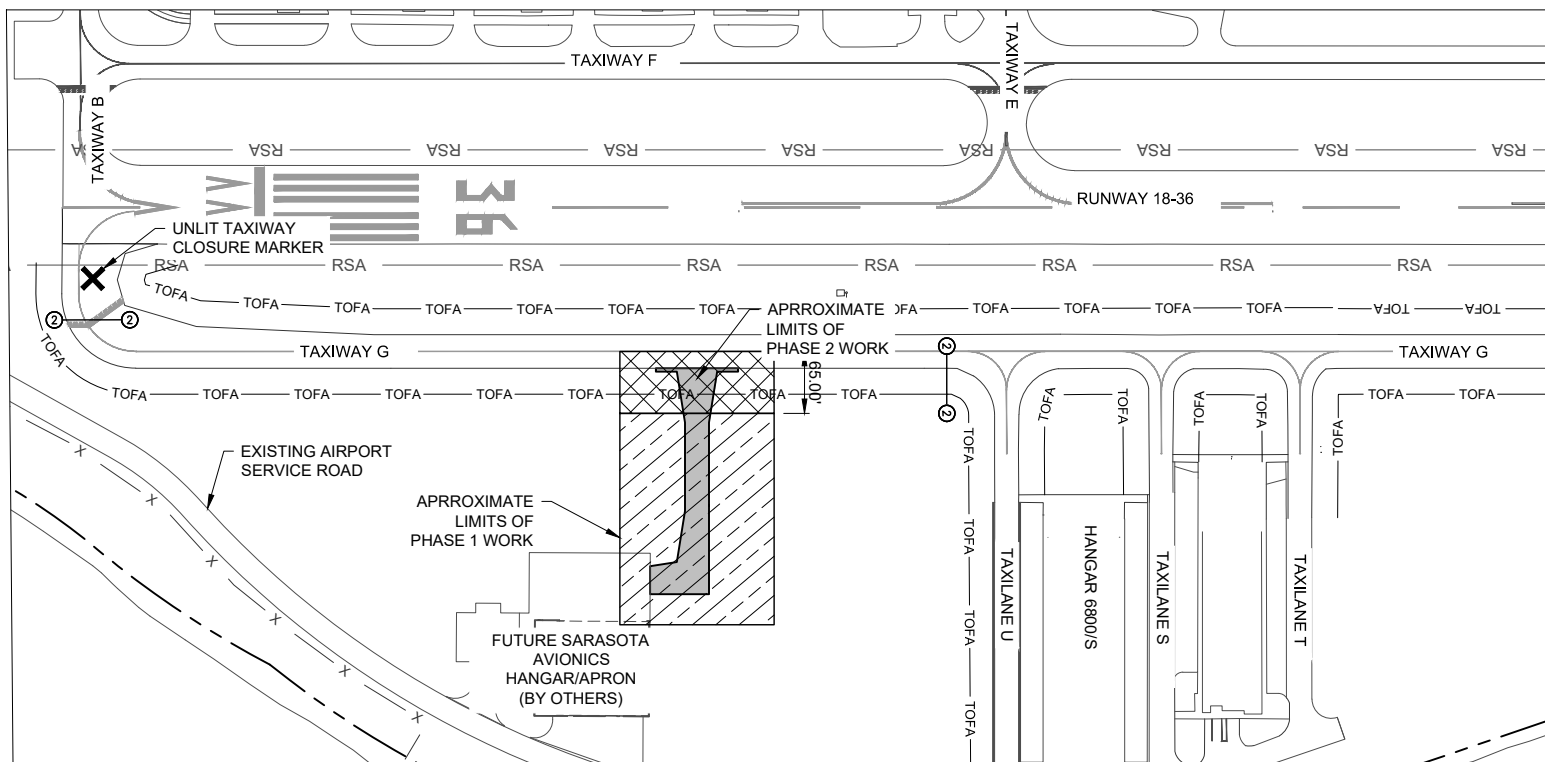 TAXIWAY F
TAXIWAY E
TAXIWAY B
RSA RSA RSA RSA RSA RSA RSA RSA RSA
RUNWAY 18-36
36
UNLIT TAXIWAY
CLOSURE MARKER
RSA RSA RSA RSA RSA RSA RSA RSA
TOFA TOFA TOFA TOFA TOFA TOFA TOFA TOFA TOFA TOFA TOFA TOFA TOFA
APRROXIMATE
LIMITS OF
PHASE 2 WORK
2 2
TOFA
TAXIWAY G
2
2
TAXIWAY G
65.00'
TOFA TOFA TOFA TOFA TOFA TOFA TOFA TOFA TOFA
TOFA TOFA TOFA TOFA TOFA TOFA TOFA
EXISTING AIRPORT
SERVICE ROAD
X X X X X X
APRROXIMATE
LIMITS OF
PHASE 1 WORK
TOFA
TOFA
TOFA
TOFA
TAXILANE U
HANGAR 6800/S
TAXILANE S
TAXILANE T
FUTURE SARASOTA
AVIONICS
HANGAR/APRON
(BY OTHERS)